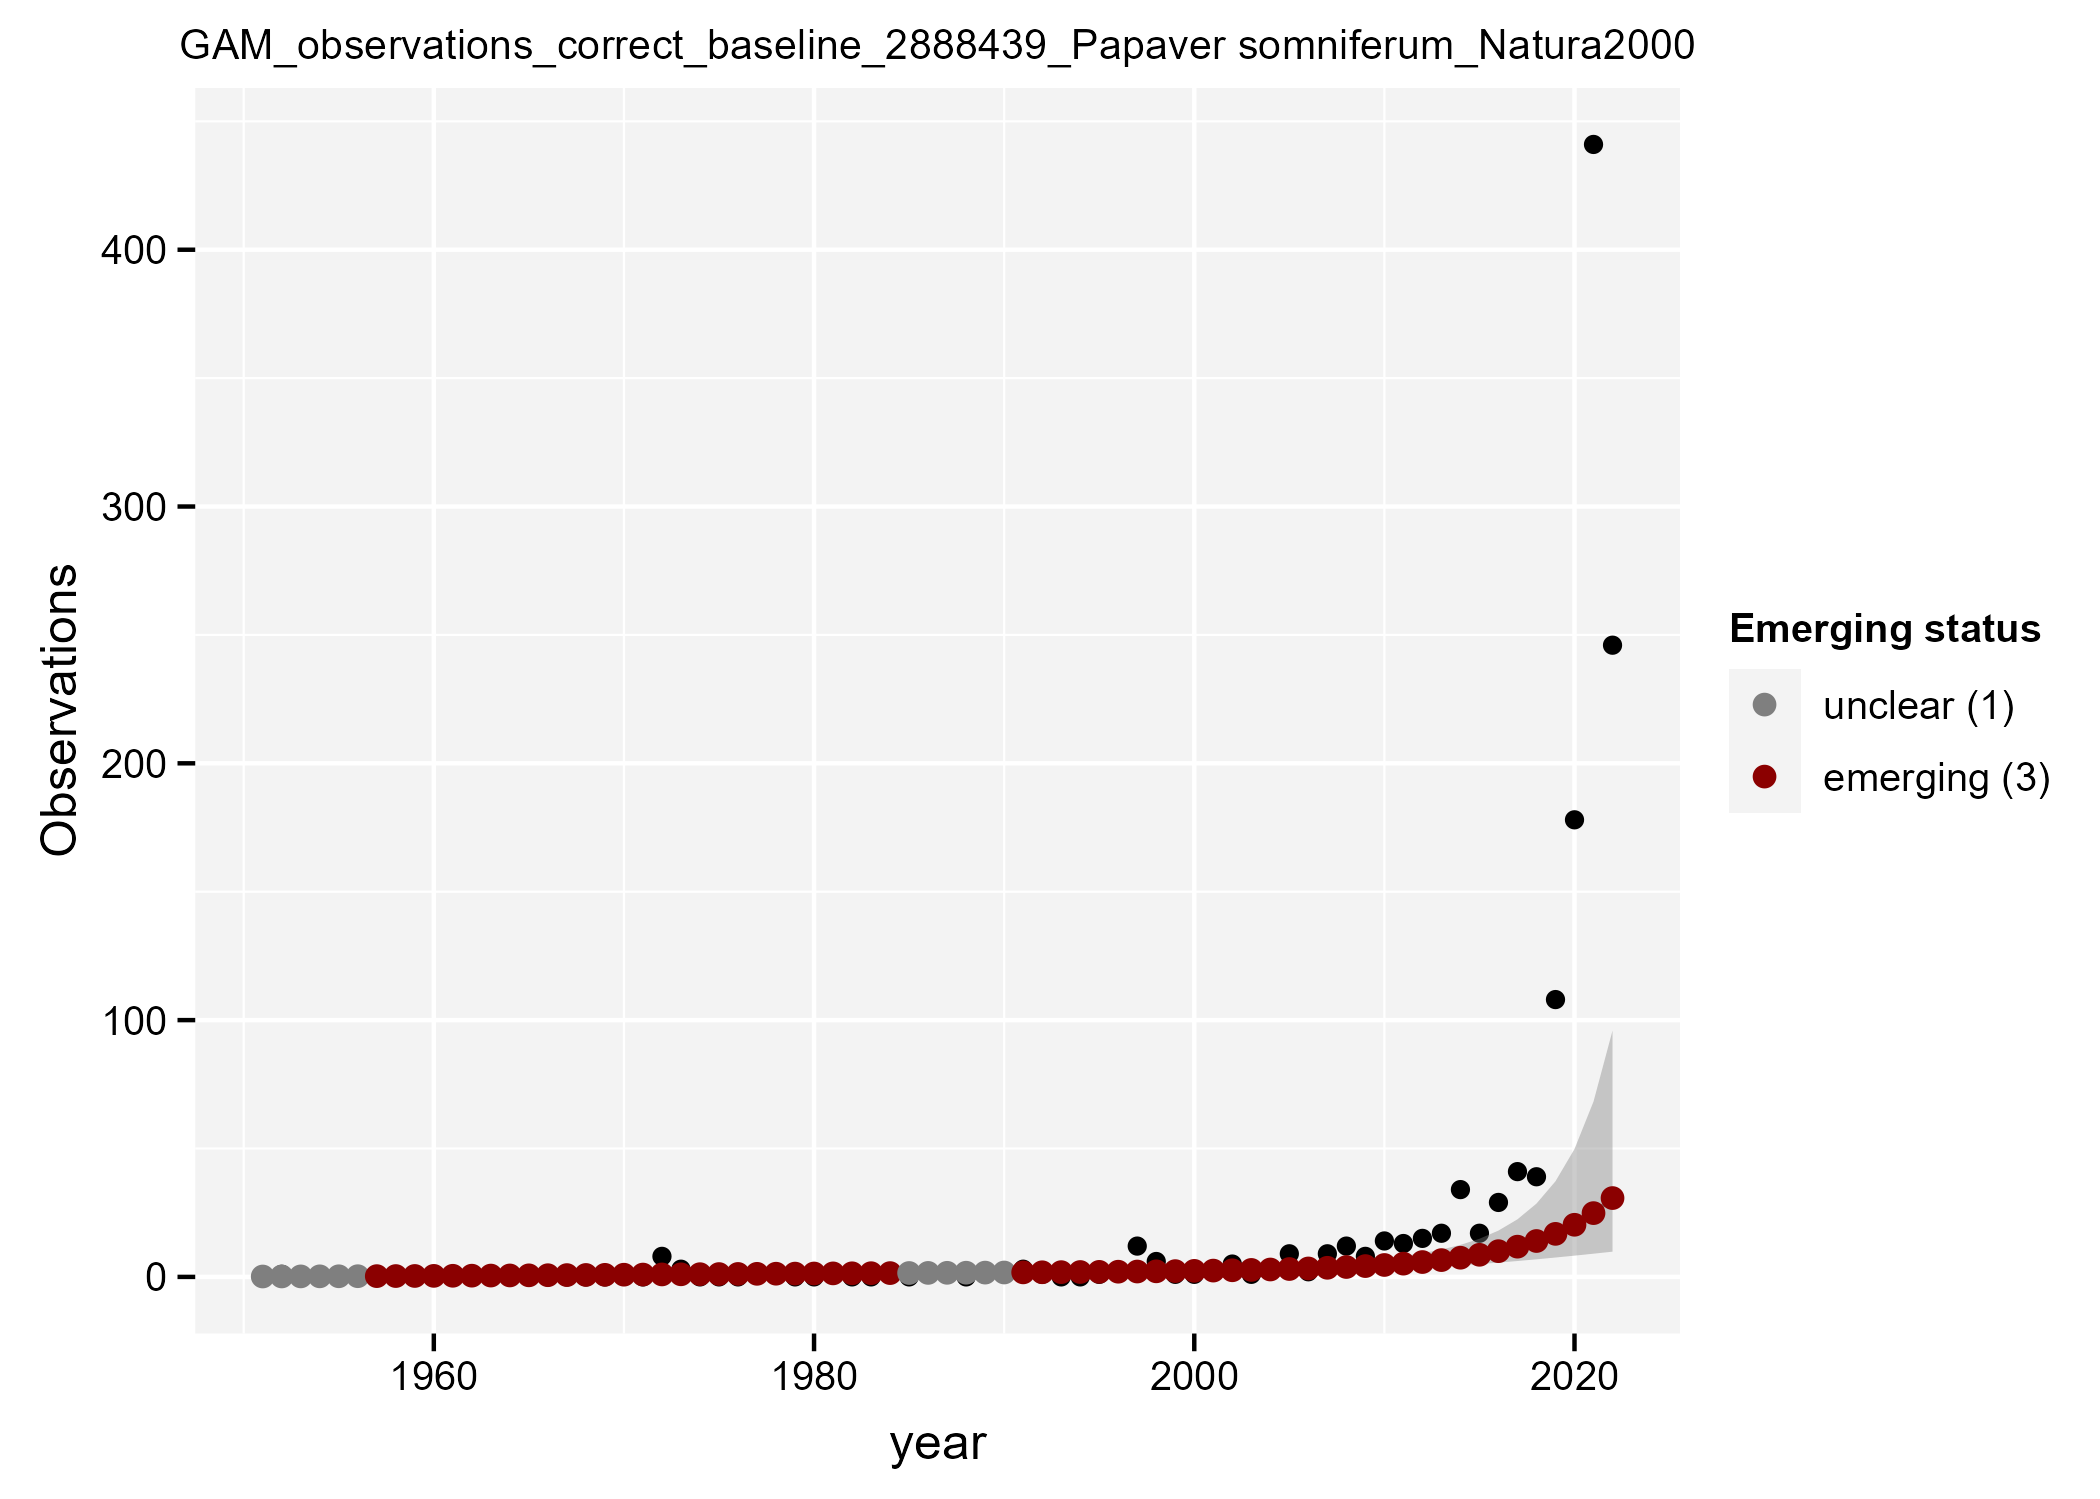 GAM_observations_correct_baseline_2888439_Papaver somniferum_Natura2000
400
300
200
100
0
Observations
1960
1980
2000
2020
year
Emerging status
unclear (1)
emerging (3)